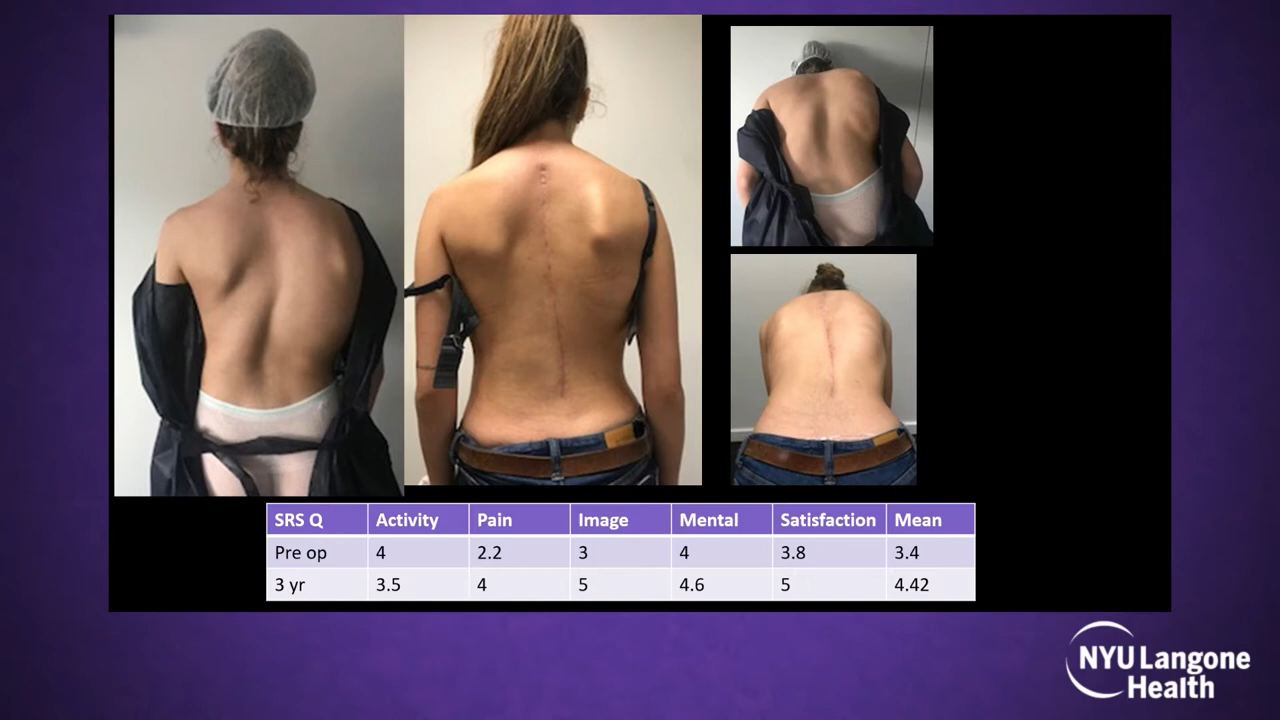 SRS Q Activity Pain Image Mental Satisfaction Mean
Pre op 4 2.2 3 4 3.8 3.4
3 yr 3.5 4 5 4.6 5 4.42
NYU Langone
Health